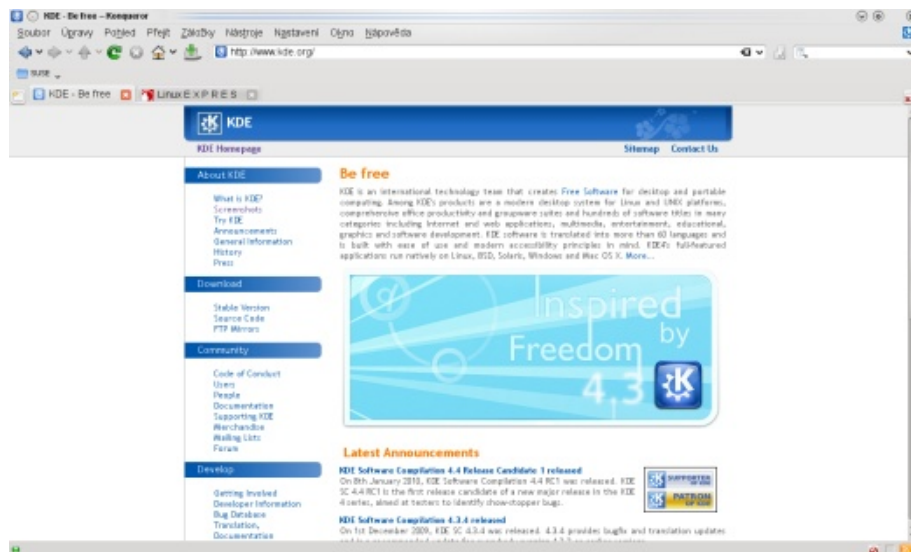 KDE - Be free – Konqueror
Soubor Úpravy Pohled Přejít Záložky Nástroje Nastavení Okno Nápověda
http://www.kde.org/
suse
KDE - Be free LinuxE X P R E S
KDE
KDE Homepage Sitemap Contact Us
About KDE
What is KDE?
Screenshots
Try KDE
Announcements
General Information
History
Press
Download
Stable Version
Source Code
FTP Mirrors
Community
Code of Conduct
Users
People
Documentation
Supporting KDE
Merchandise
Mailing Lists
Forum
Develop
Getting Involved
Developer Information
Bug Database
Translation,
Documentation
Be free
KDE is an international technology team that creates Free Software for desktop and portable
computing. Among KDE's products are a modern desktop system for Linux and UNIX platforms,
comprehensive office productivity and groupware suites and hundreds of software titles in many
categories including Internet and web applications, multimedia, entertainment, educational,
graphics and software development. KDE software is translated into more than 60 languages and
is built with ease of use and modern accessibility principles in mind. KDE4's full-featured
applications run natively on Linux, BSD, Solaris, Windows and Mac OS X. More...
Inspired
by
Freedom
4.3
Latest Announcements
KDE Software Compilation 4.4 Release Candidate 1 released
On 8th January 2010, KDE Software Compilation 4.4 RC1 was released. KDE
SC 4.4 RC1 is the first release candidate of a new major release in the KDE
4 series, aimed at testers to identify show-stopper bugs.
SUPPORTER
OF KDE
PATRON
OF KDE
KDE Software Compilation 4.3.4 released
On 1st December 2009, KDE SC 4.3.4 was released. 4.3.4 provides bugfix and translation updates